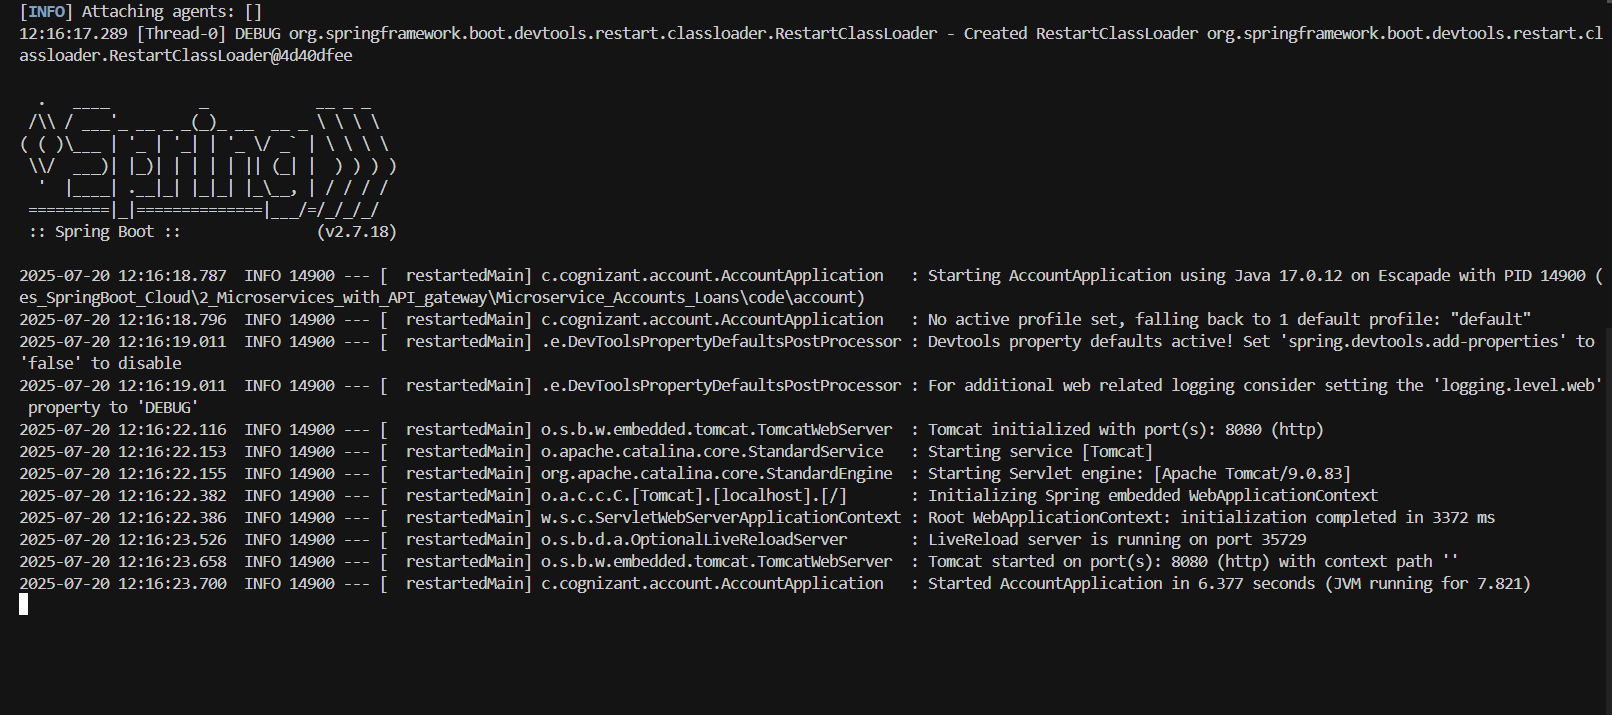 [INFO] Attaching agents: []
12:16:17.289 [Thread-0] DEBUG org.springframework.boot.devtools.restart.classloader.RestartClassLoader - Created RestartClassLoader org.springframework.boot.devtools.restart.cl
assloader.RestartClassLoader@4d40dfee

  .   ____          _            __ _ _
 /\\ / ___'_ __ _ _(_)_ __  __ _ \ \ \ \
( ( )\___ | '_ | '_| | '_ \/ _` | \ \ \ \
 \\/  ___)| |_)| | | | | || (_| |  ) ) ) )
  '  |____| .__|_| |_|_| |_\__, | / / / /
 =========|_|==============|___/=/_/_/_/
 :: Spring Boot ::               (v2.7.18)

2025-07-20 12:16:18.787  INFO 14900 --- [  restartedMain] c.cognizant.account.AccountApplication   : Starting AccountApplication using Java 17.0.12 on Escapade with PID 14900 (
es_SpringBoot_Cloud\2_Microservices_with_API_gateway\Microservice_Accounts_Loans\code\account)
2025-07-20 12:16:18.796  INFO 14900 --- [  restartedMain] c.cognizant.account.AccountApplication   : No active profile set, falling back to 1 default profile: "default"
2025-07-20 12:16:19.011  INFO 14900 --- [  restartedMain] .e.DevToolsPropertyDefaultsPostProcessor : Devtools property defaults active! Set 'spring.devtools.add-properties' to
'false' to disable
2025-07-20 12:16:19.011  INFO 14900 --- [  restartedMain] .e.DevToolsPropertyDefaultsPostProcessor : For additional web related logging consider setting the 'logging.level.web'
 property to 'DEBUG'
2025-07-20 12:16:22.116  INFO 14900 --- [  restartedMain] o.s.b.w.embedded.tomcat.TomcatWebServer  : Tomcat initialized with port(s): 8080 (http)
2025-07-20 12:16:22.153  INFO 14900 --- [  restartedMain] o.apache.catalina.core.StandardService   : Starting service [Tomcat]
2025-07-20 12:16:22.155  INFO 14900 --- [  restartedMain] org.apache.catalina.core.StandardEngine  : Starting Servlet engine: [Apache Tomcat/9.0.83]
2025-07-20 12:16:22.382  INFO 14900 --- [  restartedMain] o.a.c.c.C.[Tomcat].[localhost].[/]       : Initializing Spring embedded WebApplicationContext
2025-07-20 12:16:22.386  INFO 14900 --- [  restartedMain] w.s.c.ServletWebServerApplicationContext : Root WebApplicationContext: initialization completed in 3372 ms
2025-07-20 12:16:23.526  INFO 14900 --- [  restartedMain] o.s.b.d.a.OptionalLiveReloadServer       : LiveReload server is running on port 35729
2025-07-20 12:16:23.658  INFO 14900 --- [  restartedMain] o.s.b.w.embedded.tomcat.TomcatWebServer  : Tomcat started on port(s): 8080 (http) with context path ''
2025-07-20 12:16:23.700  INFO 14900 --- [  restartedMain] c.cognizant.account.AccountApplication   : Started AccountApplication in 6.377 seconds (JVM running for 7.821)